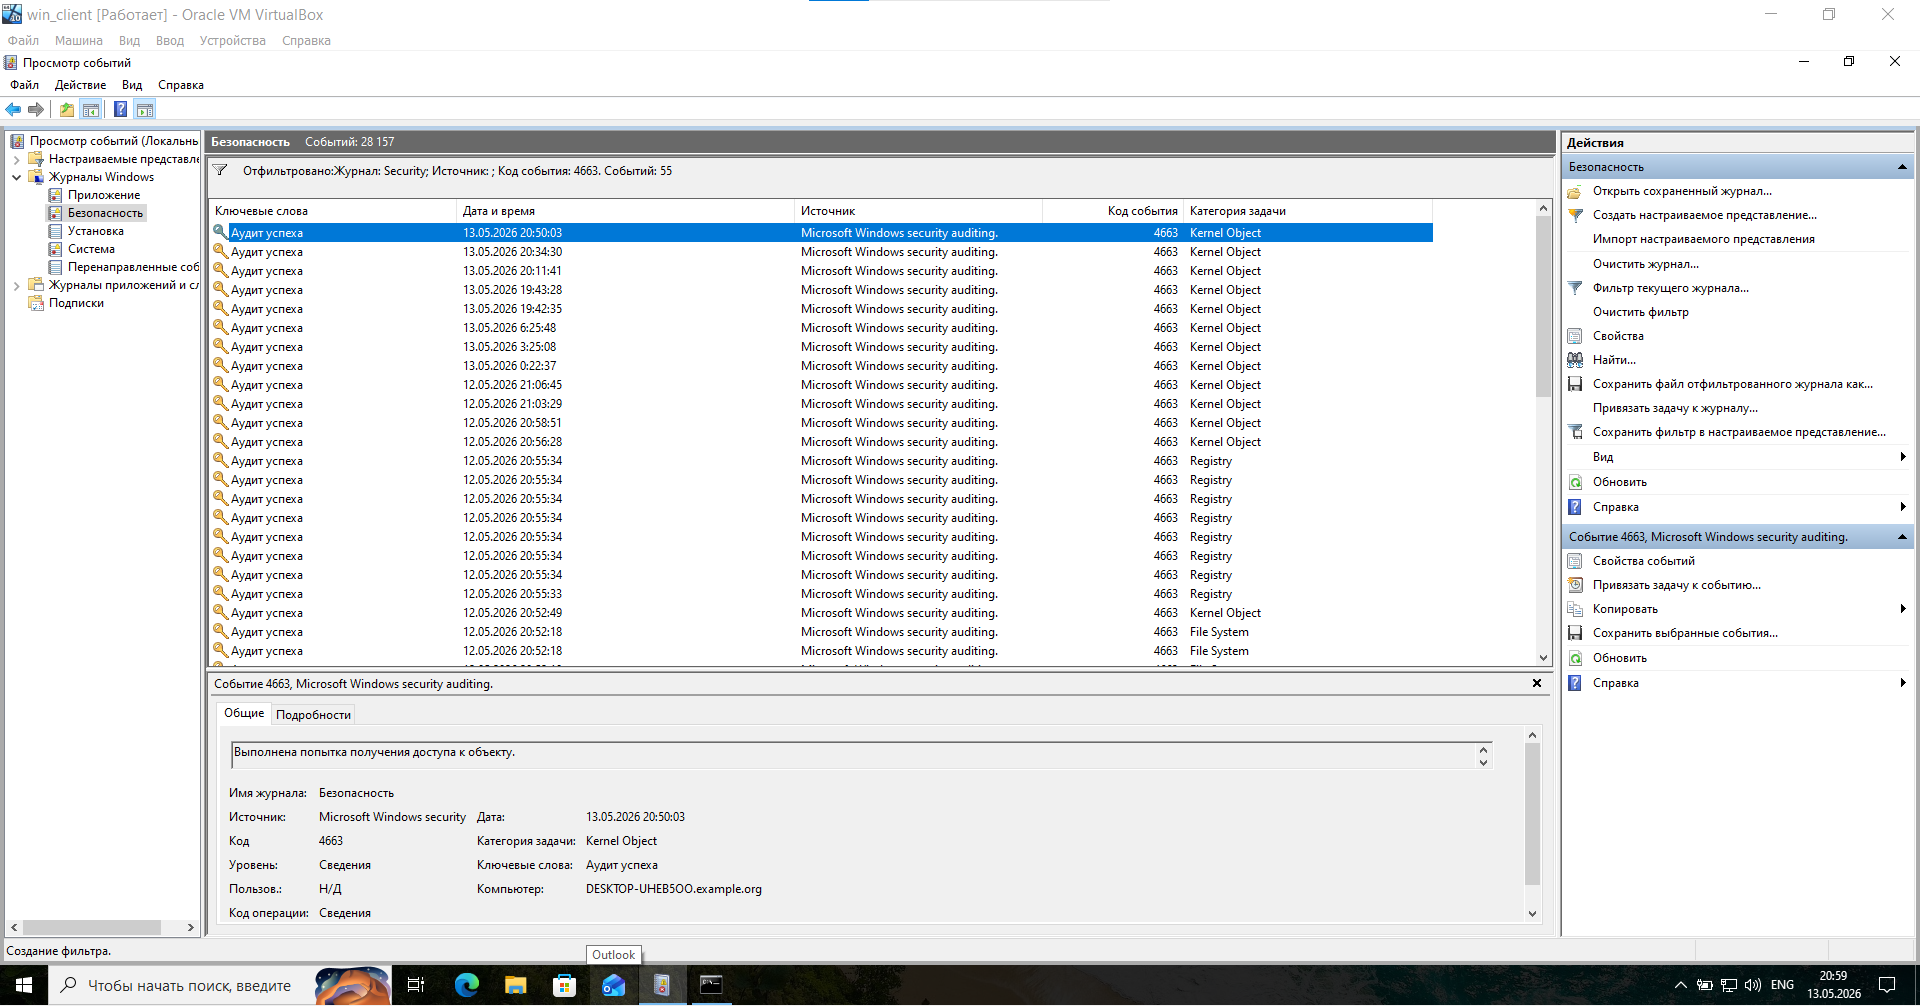 win_client [Работает] - Oracle VM VirtualBox
Файл Машина Вид Ввод Устройства Справка
Просмотр событий
Файл Действие Вид Справка
Просмотр событий (Локальнь
Настраиваемые представле
Журналы Windows
Приложение
Безопасность
Установка
Система
Перенаправленные соб
Журналы приложений и сл
Подписки
Безопасность Событий: 28 157
Отфильтровано:Журнал: Security; Источник: ; Код события: 4663. Событий: 55
Ключевые слова Дата и время Источник Код события Категория задачи
Аудит успеха 13.05.2026 20:50:03 Microsoft Windows security auditing. 4663 Kernel Object
Аудит успеха 13.05.2026 20:34:30 Microsoft Windows security auditing. 4663 Kernel Object
Аудит успеха 13.05.2026 20:11:41 Microsoft Windows security auditing. 4663 Kernel Object
Аудит успеха 13.05.2026 19:43:28 Microsoft Windows security auditing. 4663 Kernel Object
Аудит успеха 13.05.2026 19:42:35 Microsoft Windows security auditing. 4663 Kernel Object
Аудит успеха 13.05.2026 6:25:48 Microsoft Windows security auditing. 4663 Kernel Object
Аудит успеха 13.05.2026 3:25:08 Microsoft Windows security auditing. 4663 Kernel Object
Аудит успеха 13.05.2026 0:22:37 Microsoft Windows security auditing. 4663 Kernel Object
Аудит успеха 12.05.2026 21:06:45 Microsoft Windows security auditing. 4663 Kernel Object
Аудит успеха 12.05.2026 21:03:29 Microsoft Windows security auditing. 4663 Kernel Object
Аудит успеха 12.05.2026 20:58:51 Microsoft Windows security auditing. 4663 Kernel Object
Аудит успеха 12.05.2026 20:56:28 Microsoft Windows security auditing. 4663 Kernel Object
Аудит успеха 12.05.2026 20:55:34 Microsoft Windows security auditing. 4663 Registry
Аудит успеха 12.05.2026 20:55:34 Microsoft Windows security auditing. 4663 Registry
Аудит успеха 12.05.2026 20:55:34 Microsoft Windows security auditing. 4663 Registry
Аудит успеха 12.05.2026 20:55:34 Microsoft Windows security auditing. 4663 Registry
Аудит успеха 12.05.2026 20:55:34 Microsoft Windows security auditing. 4663 Registry
Аудит успеха 12.05.2026 20:55:34 Microsoft Windows security auditing. 4663 Registry
Аудит успеха 12.05.2026 20:55:34 Microsoft Windows security auditing. 4663 Registry
Аудит успеха 12.05.2026 20:55:33 Microsoft Windows security auditing. 4663 Registry
Аудит успеха 12.05.2026 20:52:49 Microsoft Windows security auditing. 4663 Kernel Object
Аудит успеха 12.05.2026 20:52:18 Microsoft Windows security auditing. 4663 File System
Аудит успеха 12.05.2026 20:52:18 Microsoft Windows security auditing. 4663 File System
Событие 4663, Microsoft Windows security auditing.
Общие Подробности
Выполнена попытка получения доступа к объекту.
Имя журнала: Безопасность
Источник: Microsoft Windows security Дата: 13.05.2026 20:50:03
Код 4663 Категория задачи: Kernel Object
Уровень: Сведения Ключевые слова: Аудит успеха
Пользов.: Н/Д Компьютер: DESKTOP-UHEB5OO.example.org
Код операции: Сведения
Действия
Безопасность
Открыть сохраненный журнал...
Создать настраиваемое представление...
Импорт настраиваемого представления
Очистить журнал...
Фильтр текущего журнала...
Очистить фильтр
Свойства
Найти...
Сохранить файл отфильтрованного журнала как...
Привязать задачу к журналу...
Сохранить фильтр в настраиваемое представление...
Вид
Обновить
Справка
Событие 4663, Microsoft Windows security auditing.
Свойства событий
Привязать задачу к событию...
Копировать
Сохранить выбранные события...
Обновить
Справка
Создание фильтра.
Outlook
Чтобы начать поиск, введите
ENG
20:59
13.05.2026